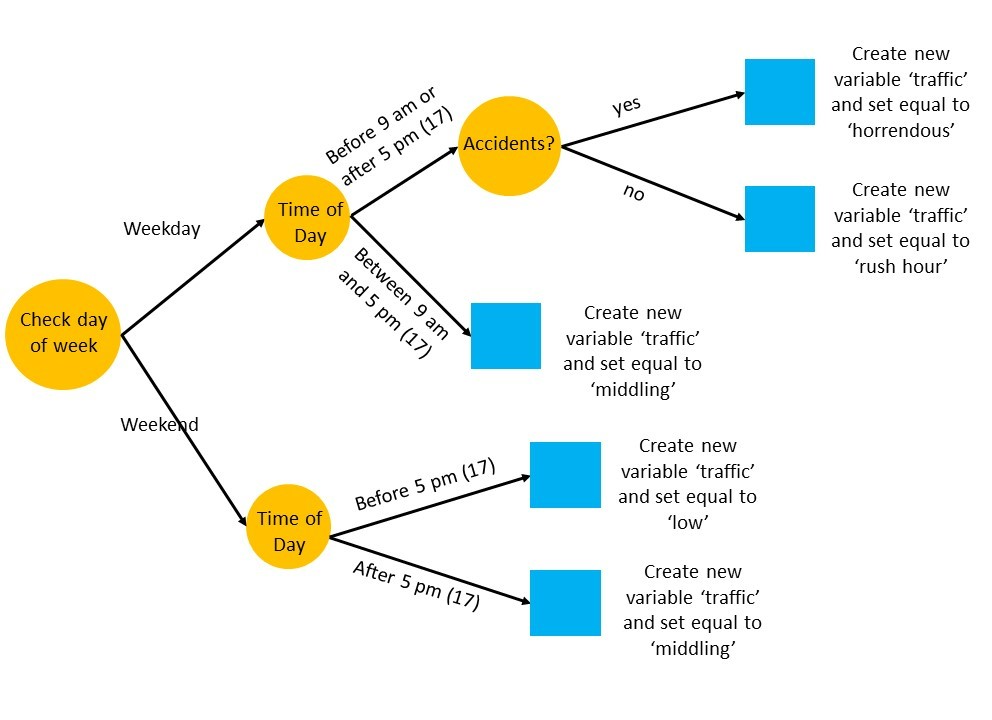 Check day
of week
Weekday
Time of
Day
Before 9 am or
after 5 pm (17)
Accidents?
yes
Create new
variable ‘traffic’
and set equal to
‘horrendous’
no
Create new
variable ‘traffic’
and set equal to
‘rush hour’
Between 9 am
and 5 pm (17)
Create new
variable ‘traffic’
and set equal to
‘middling’
Weekend
Time of
Day
Before 5 pm (17)
Create new
variable ‘traffic’
and set equal to
‘low’
After 5 pm (17)
Create new
variable ‘traffic’
and set equal to
‘middling’